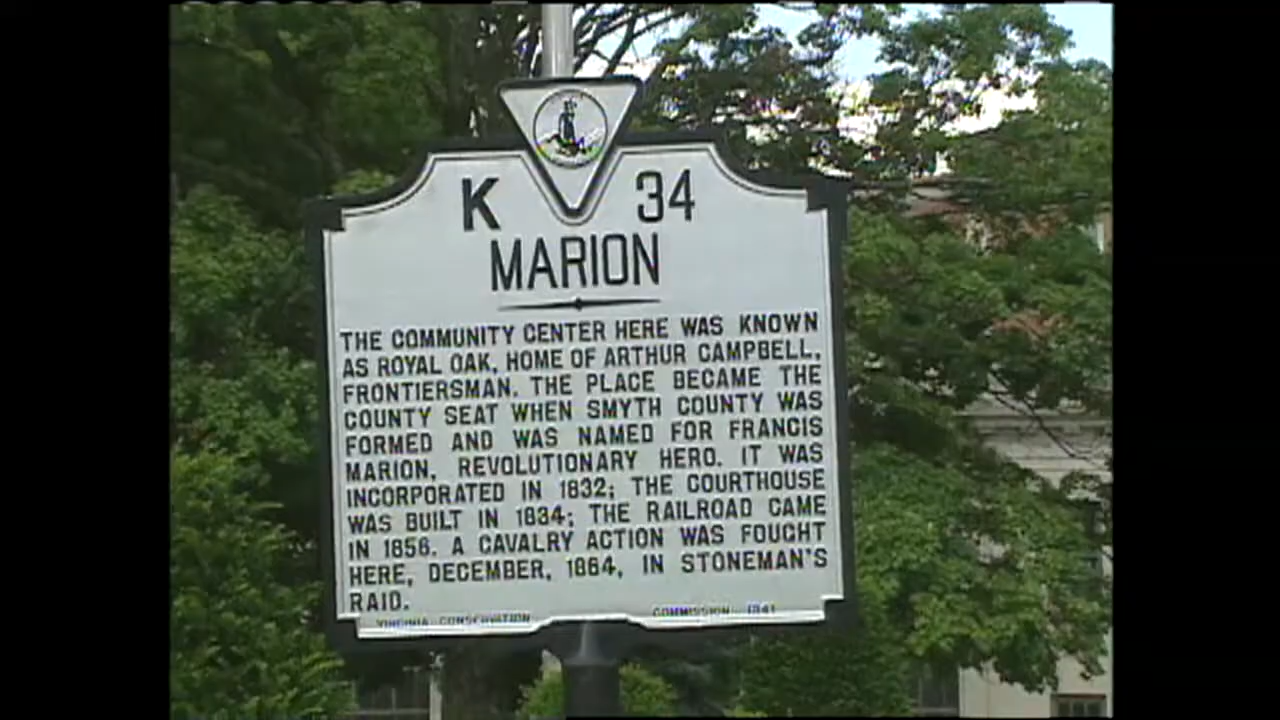 K 34
MARION
THE COMMUNITY CENTER HERE WAS KNOWN
AS ROYAL OAK, HOME OF ARTHUR CAMPBELL,
FRONTIERSMAN. THE PLACE BECAME THE
COUNTY SEAT WHEN SMYTH COUNTY WAS
FORMED AND WAS NAMED FOR FRANCIS
MARION, REVOLUTIONARY HERO. IT WAS
INCORPORATED IN 1832; THE COURTHOUSE
WAS BUILT IN 1834; THE RAILROAD CAME
IN 1856. A CAVALRY ACTION WAS FOUGHT
HERE, DECEMBER, 1864, IN STONEMAN'S
RAID.
VIRGINIA CONSERVATION COMMISSION 1941